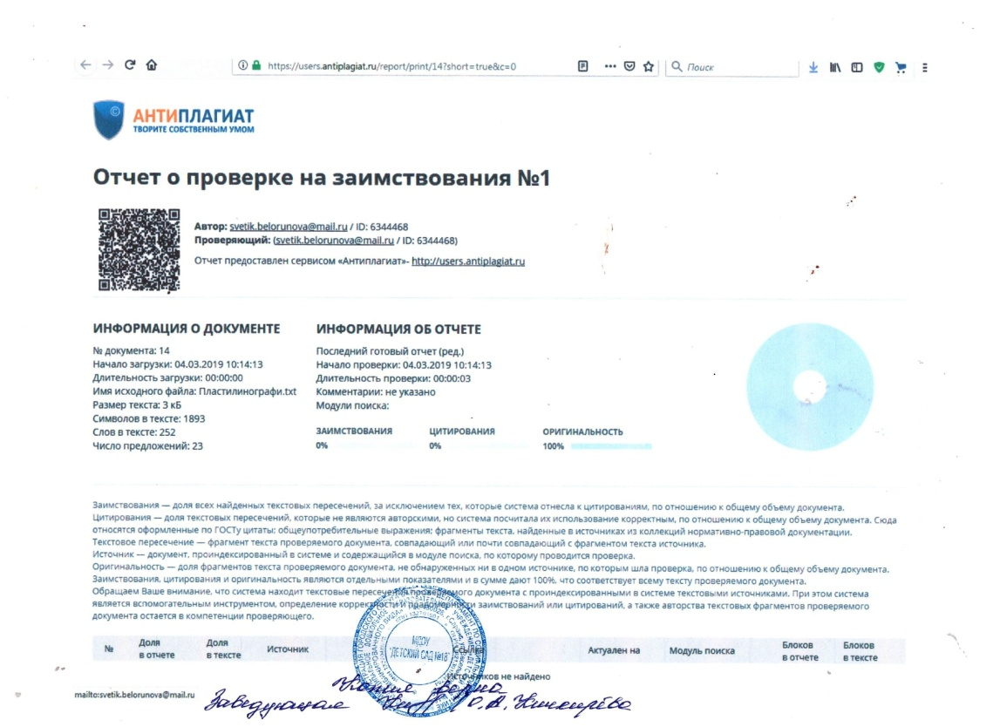 https://users.antiplagiat.ru/report/print/14?short=true&c=0
Поиск
АНТИПЛАГИАТ
ТВОРИТЕ СОБСТВЕННЫМ УМОМ
Отчет о проверке на заимствования №1
Автор: svetik.belorunova@mail.ru / ID: 6344468
Проверяющий: (svetik.belorunova@mail.ru / ID: 6344468)
Отчет предоставлен сервисом «Антиплагиат»- http://users.antiplagiat.ru
ИНФОРМАЦИЯ О ДОКУМЕНТЕ
№ документа: 14
Начало загрузки: 04.03.2019 10:14:13
Длительность загрузки: 00:00:00
Имя исходного файла: Пластилинографи.txt
Размер текста: 3 кБ
Символов в тексте: 1893
Слов в тексте: 252
Число предложений: 23
ИНФОРМАЦИЯ ОБ ОТЧЕТЕ
Последний готовый отчет (ред.)
Начало проверки: 04.03.2019 10:14:13
Длительность проверки: 00:00:03
Комментарии: не указано
Модули поиска:
ЗАИМСТВОВАНИЯ ЦИТИРОВАНИЯ ОРИГИНАЛЬНОСТЬ
0% 0% 100%
Заимствования — доля всех найденных текстовых пересечений, за исключением тех, которые система отнесла к цитированиям, по отношению к общему объему документа.
Цитирования — доля текстовых пересечений, которые не являются авторскими, но система посчитала их использование корректным, по отношению к общему объему документа. Сюда
относятся оформленные по ГОСТу цитаты; общеупотребительные выражения; фрагменты текста, найденные в источниках из коллекций нормативно-правовой документации.
Текстовое пересечение — фрагмент текста проверяемого документа, совпадающий или почти совпадающий с фрагментом текста источника.
Источник — документ, проиндексированный в системе и содержащийся в модуле поиска, по которому проводится проверка.
Оригинальность — доля фрагментов текста проверяемого документа, не обнаруженных ни в одном источнике, по которым шла проверка, по отношению к общему объему документа.
Заимствования, цитирования и оригинальность являются отдельными показателями и в сумме дают 100%, что соответствует всему тексту проверяемого документа.
Обращаем Ваше внимание, что система находит текстовые пересечения проверяемого документа с проиндексированными в системе текстовыми источниками. При этом система
является вспомогательным инструментом, определение корректности и правомерности заимствований или цитирований, а также авторства текстовых фрагментов проверяемого
документа остается в компетенции проверяющего.
№ Доля в отчете Доля в тексте Источник Ссылка Актуален на Модуль поиска Блоков в отчете Блоков в тексте
МДОУ
"ДЕТСКИЙ САД №18"
Источников не найдено
Копия верна
mailto:svetik.belorunova@mail.ru
Заведующая